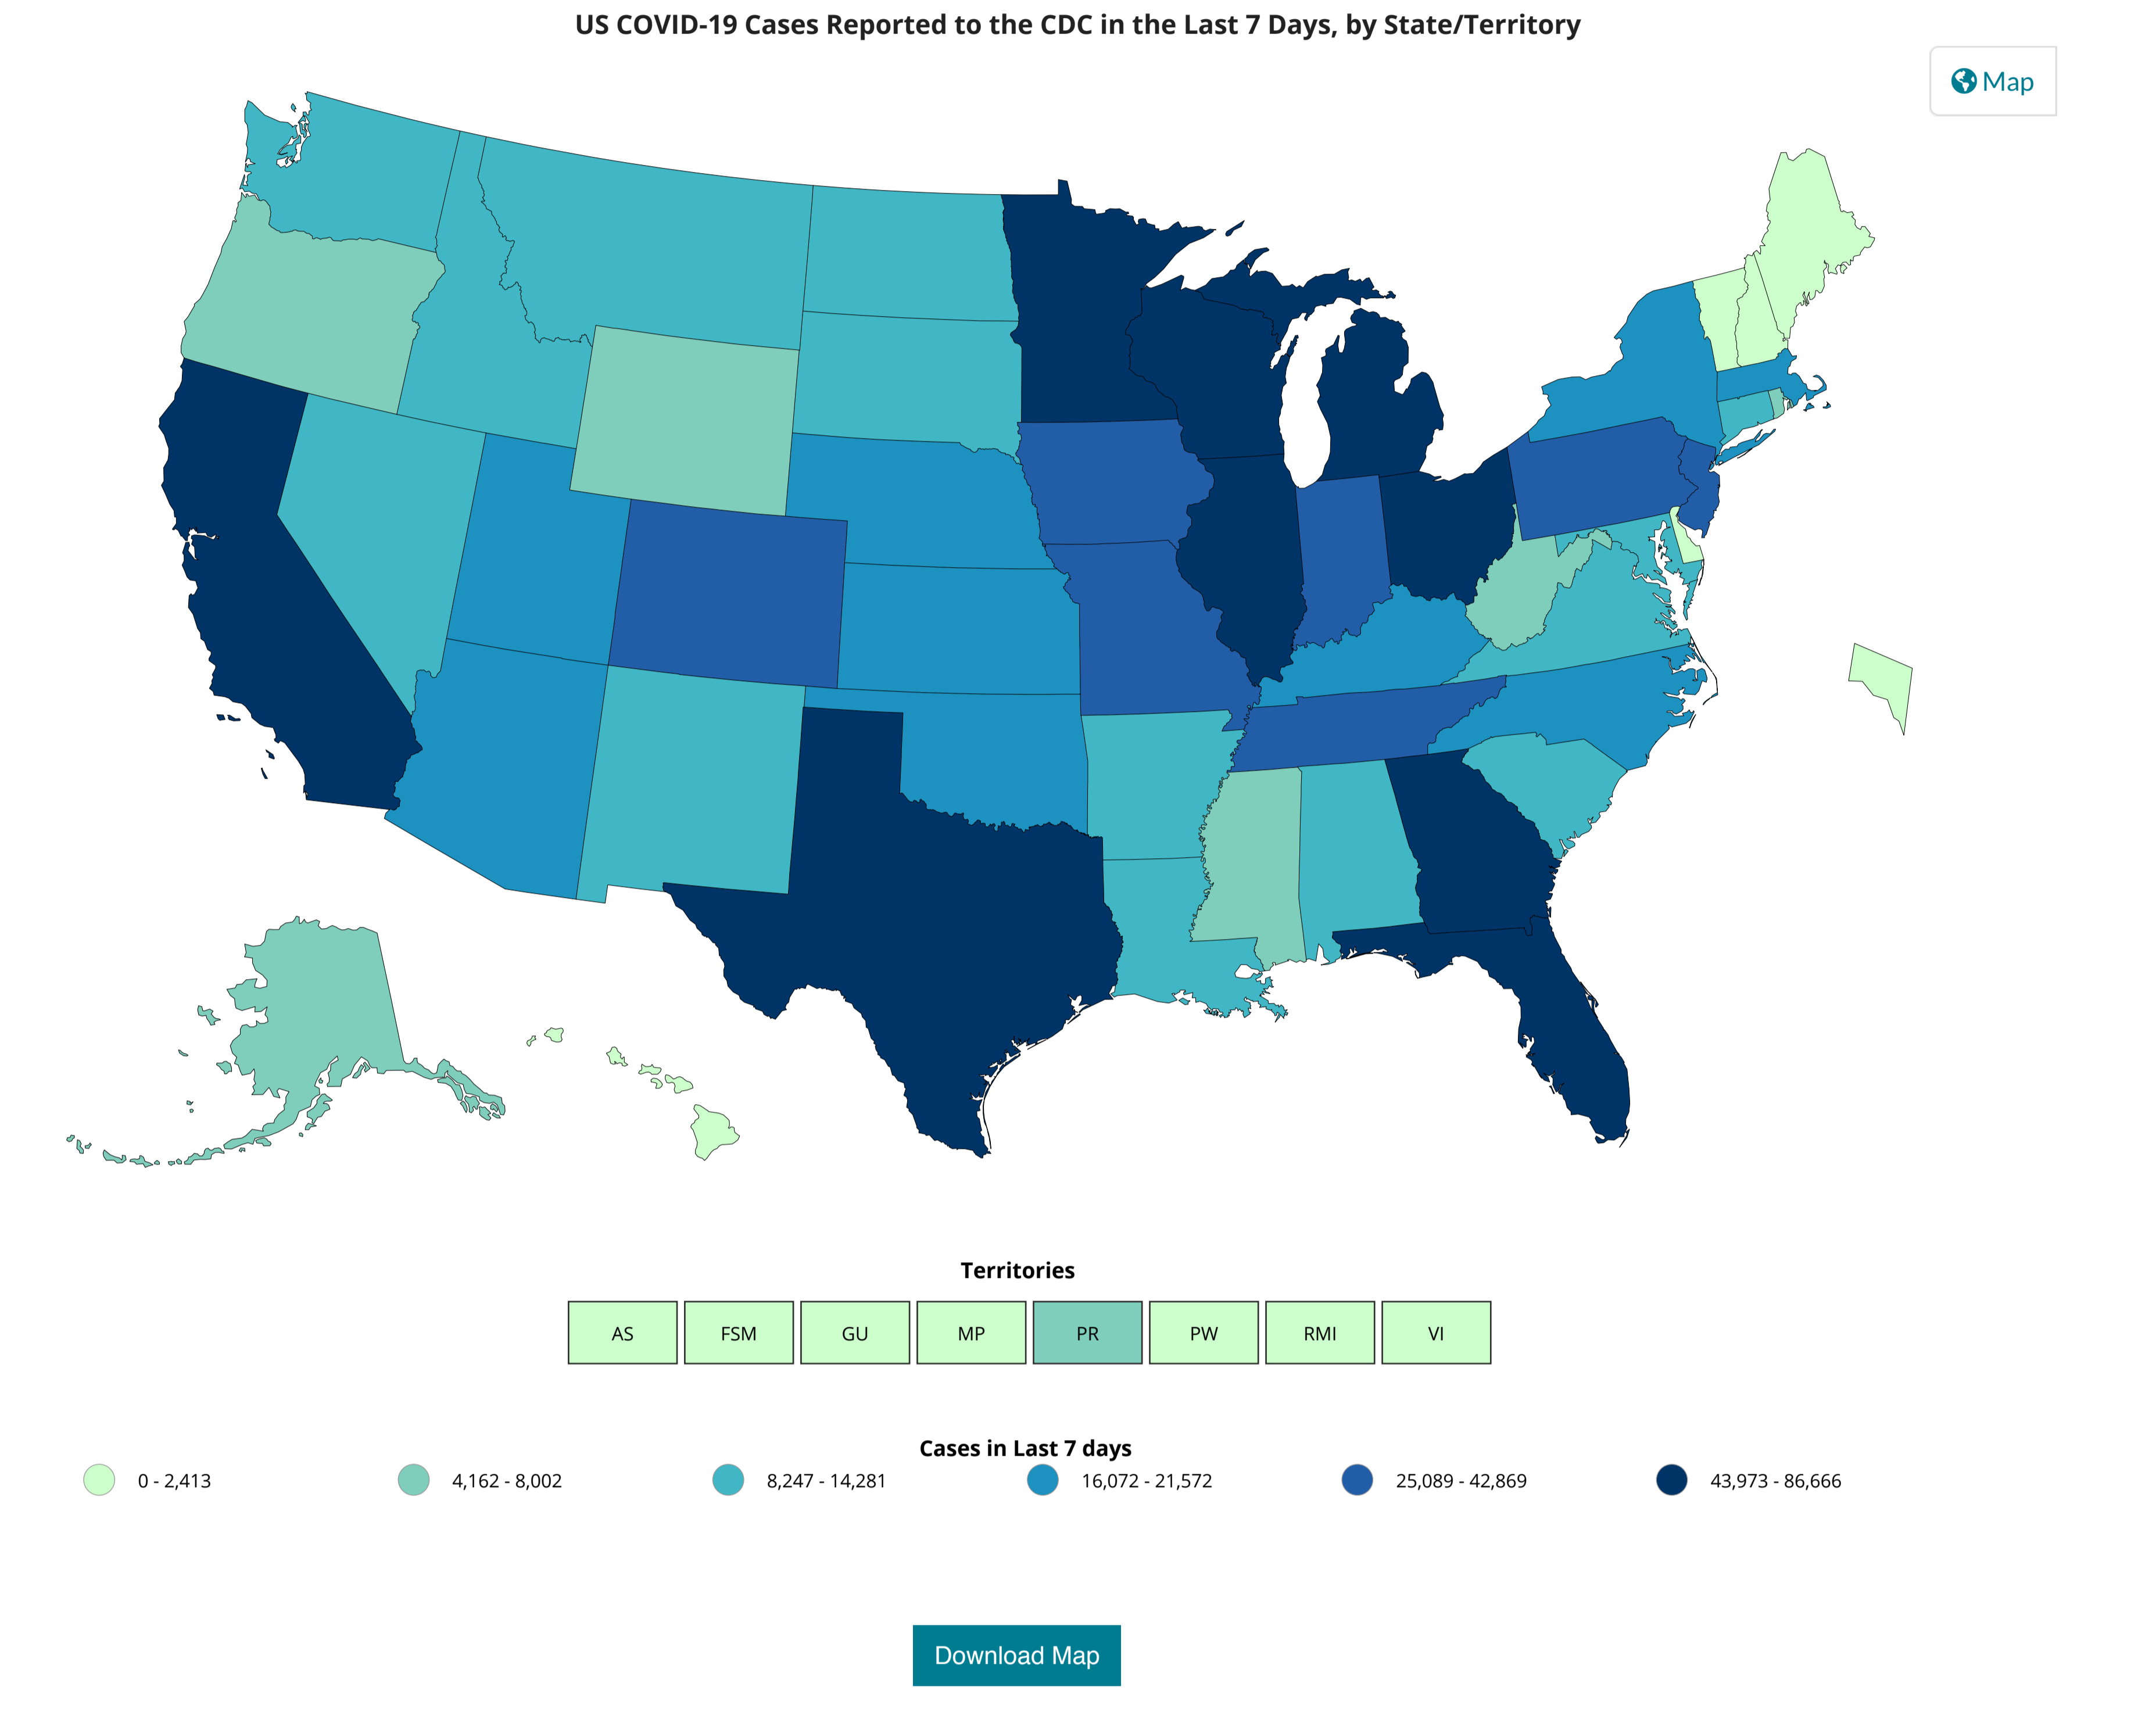 US COVID-19 Cases Reported to the CDC in the Last 7 Days, by State/Territory
Map
Territories
AS FSM GU MP PR PW RMI VI
Cases in Last 7 days
0 - 2,413 4,162 - 8,002 8,247 - 14,281 16,072 - 21,572 25,089 - 42,869 43,973 - 86,666
Download Map